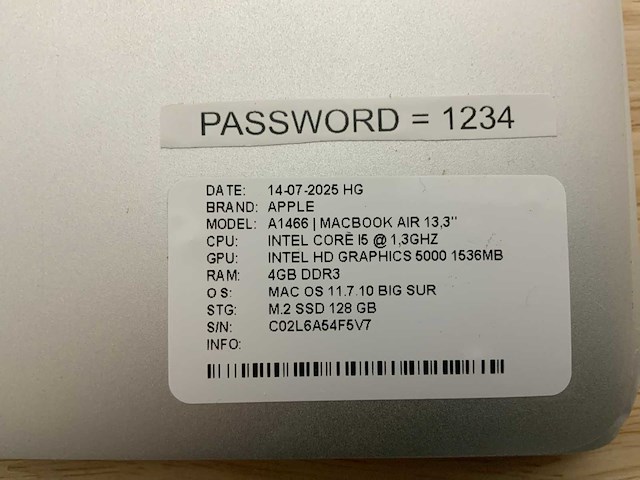 PASSWORD = 1234
DATE: 14-07-2025 HG
BRAND: APPLE
MODEL: A1466 | MACBOOK AIR 13,3"
CPU: INTEL CORE I5 @ 1,3GHZ
GPU: INTEL HD GRAPHICS 5000 1536MB
RAM: 4GB DDR3
OS: MAC OS 11.7.10 BIG SUR
STG: M.2 SSD 128 GB
S/N: C02L6A54F5V7
INFO: